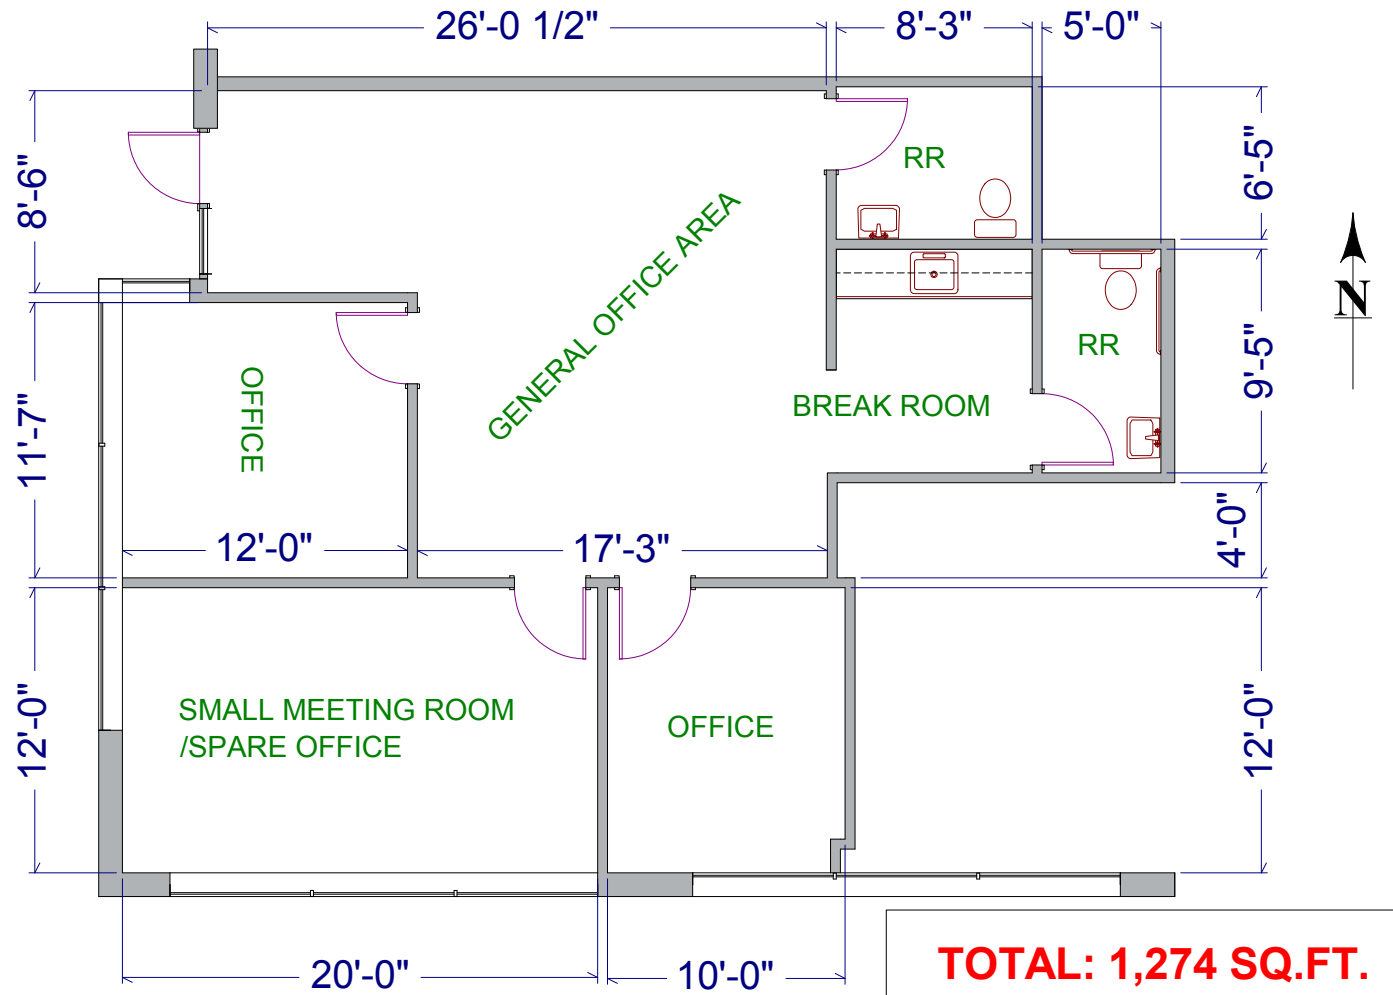 26'-0 1/2"
8'-3"
5'-0"
8'-6"
RR
6'-5"
GENERAL OFFICE AREA
N
RR
OFFICE
11'-7"
BREAK ROOM
9'-5"
12'-0"
17'-3"
4'-0"
12'-0"
SMALL MEETING ROOM
/SPARE OFFICE
OFFICE
12'-0"
20'-0"
10'-0"
TOTAL: 1,274 SQ.FT.